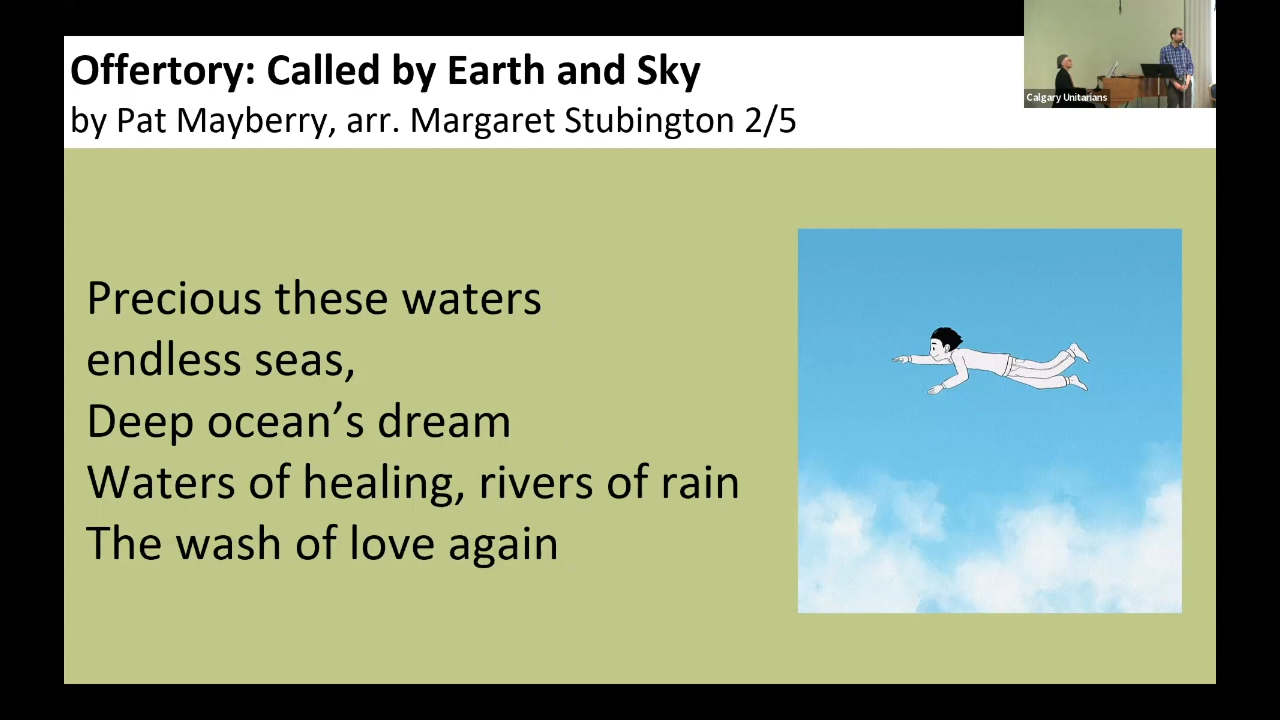 Offertory: Called by Earth and Sky
by Pat Mayberry, arr. Margaret Stubington 2/5
Calgary Unitarians
Precious these waters
endless seas,
Deep ocean’s dream
Waters of healing, rivers of rain
The wash of love again